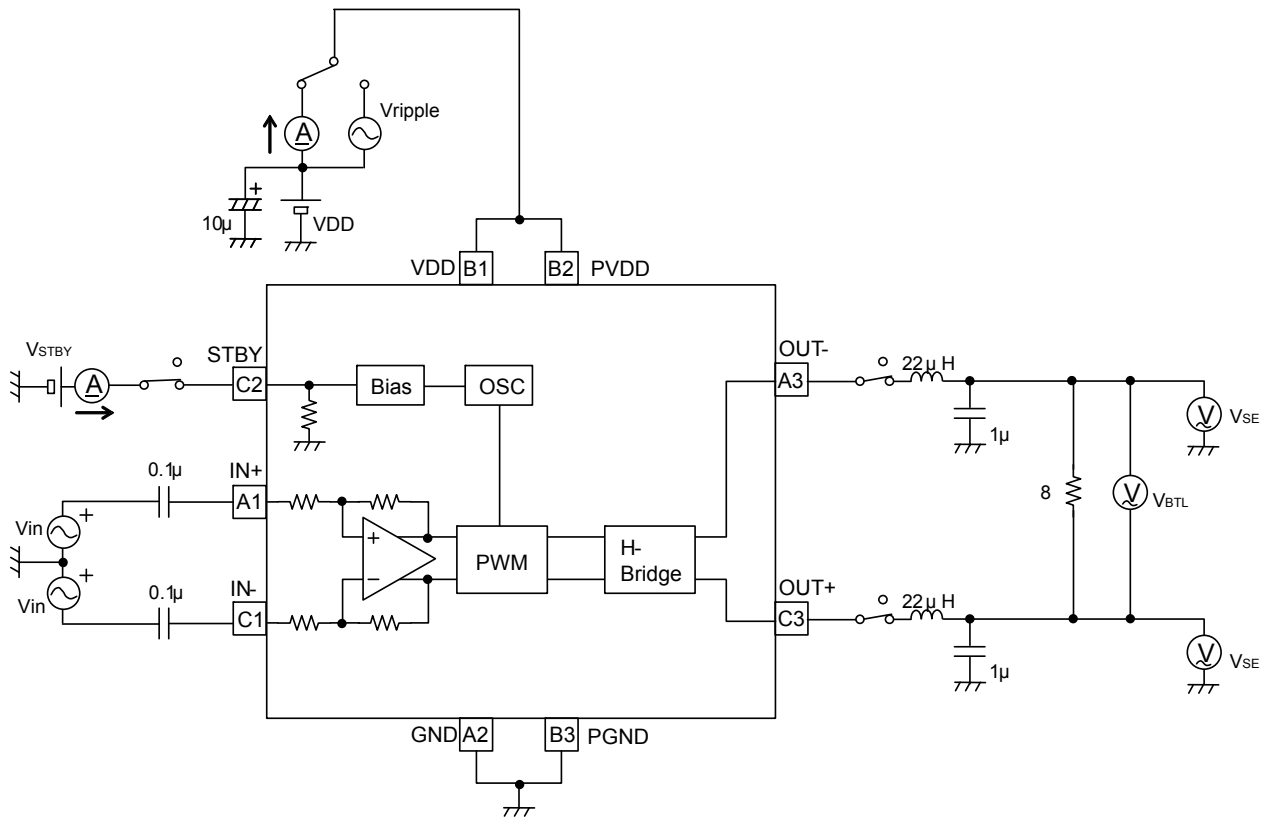 Vripple
A
+
10µ
VDD
VDD B1 B2 PVDD
VSTBY
A
STBY
C2
Bias
OSC
OUT-
A3
22µ H
1µ
V
VSE
0.1µ
IN+
A1
Vin
+
+
-
PWM
H-
Bridge
8
V
VBTL
Vin
+
0.1µ
IN-
C1
OUT+
C3
22µ H
1µ
V
VSE
GND A2 B3 PGND